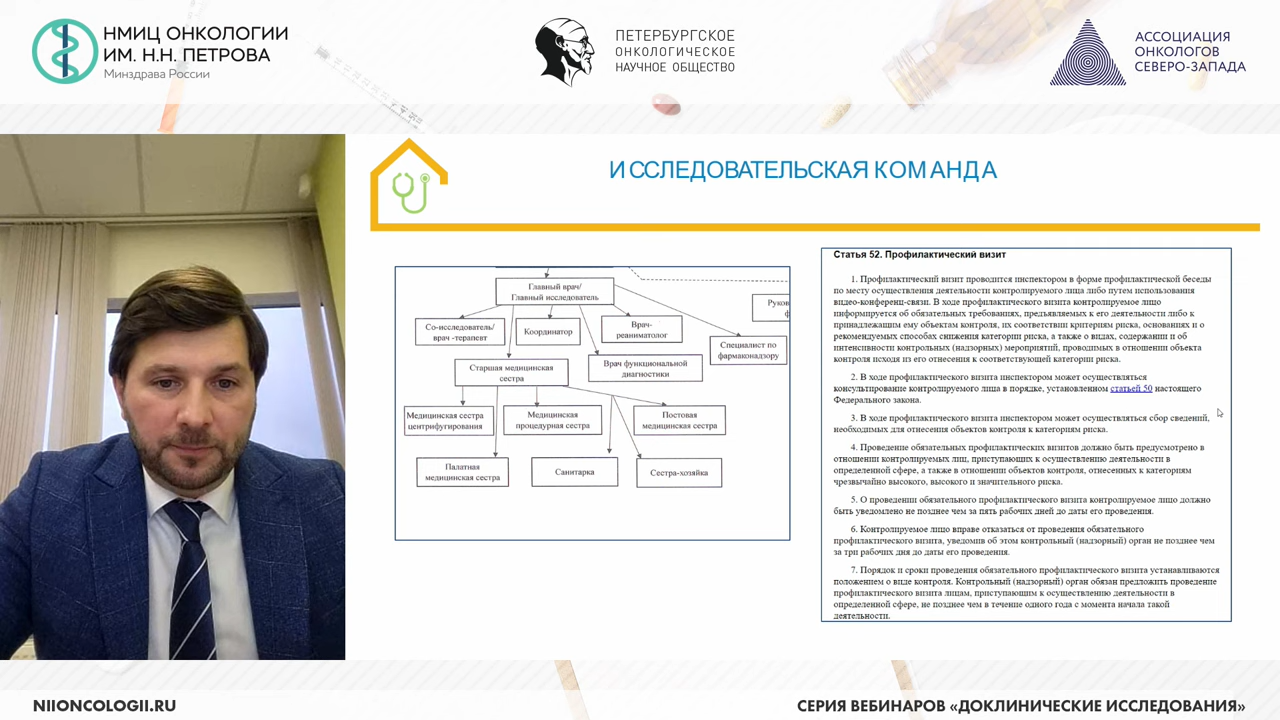 НМИЦ ОНКОЛОГИИ
ИМ. Н.Н. ПЕТРОВА
Минздрава России
ПЕТЕРБУРГСКОЕ
ОНКОЛОГИЧЕСКОЕ
НАУЧНОЕ ОБЩЕСТВО
АССОЦИАЦИЯ
ОНКОЛОГОВ
СЕВЕРО-ЗАПАДА
ИССЛЕДОВАТЕЛЬСКАЯ КОМАНДА
Главный врач/
Главный исследователь
Со-исследователь/
врач -терапевт
Координатор
Врач-
реаниматолог
Специалист по
фармаконадзору
Старшая медицинская
сестра
Врач функциональной
диагностики
Медицинская сестра
центрифугирования
Медицинская
процедурная сестра
Постовая
медицинская сестра
Палатная
медицинская сестра
Санитарка
Сестра-хозяйка
Статья 52. Профилактический визит
1. Профилактический визит проводится инспектором в форме профилактической беседы
по месту осуществления деятельности контролируемого лица либо путем использования
видео-конференц-связи. В ходе профилактического визита контролируемое лицо
информируется об обязательных требованиях, предъявляемых к его деятельности либо к
принадлежащим ему объектам контроля, их соответствии критериям риска, основаниях и о
рекомендуемых способах снижения категории риска, а также о видах, содержании и об
интенсивности контрольных (надзорных) мероприятий, проводимых в отношении объекта
контроля исходя из его отнесения к соответствующей категории риска.
2. В ходе профилактического визита инспектором может осуществляться
консультирование контролируемого лица в порядке, установленном статьей 50 настоящего
Федерального закона.
3. В ходе профилактического визита инспектором может осуществляться сбор сведений,
необходимых для отнесения объектов контроля к категориям риска.
4. Проведение обязательных профилактических визитов должно быть предусмотрено в
отношении контролируемых лиц, приступающих к осуществлению деятельности в
определенной сфере, а также в отношении объектов контроля, отнесенных к категориям
чрезвычайно высокого, высокого и значительного риска.
5. О проведении обязательного профилактического визита контролируемое лицо должно
быть уведомлено не позднее чем за пять рабочих дней до даты его проведения.
6. Контролируемое лицо вправе отказаться от проведения обязательного
профилактического визита, уведомив об этом контрольный (надзорный) орган не позднее чем
за три рабочих дня до даты его проведения.
7. Порядок и сроки проведения обязательного профилактического визита устанавливаются
положением о виде контроля. Контрольный (надзорный) орган обязан предложить проведение
профилактического визита лицам, приступающим к осуществлению деятельности в
определенной сфере, не позднее чем в течение одного года с момента начала такой
деятельности.
NIIONCOLOGII.RU
СЕРИЯ ВЕБИНАРОВ «ДОКЛИНИЧЕСКИЕ ИССЛЕДОВАНИЯ»